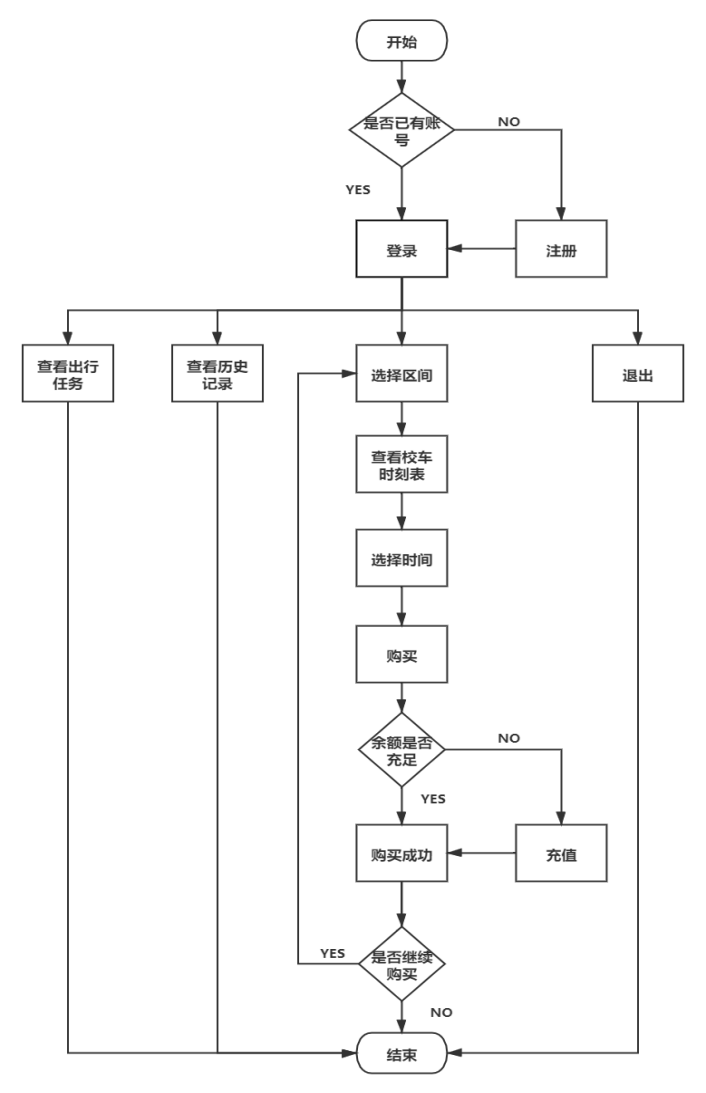 开始
是否已有账
号
NO
YES
登录
注册
查看出行
任务
查看历史
记录
选择区间
退出
查看校车
时刻表
选择时间
购买
余额是否
充足
NO
YES
购买成功
充值
是否继续
购买
YES
NO
结束